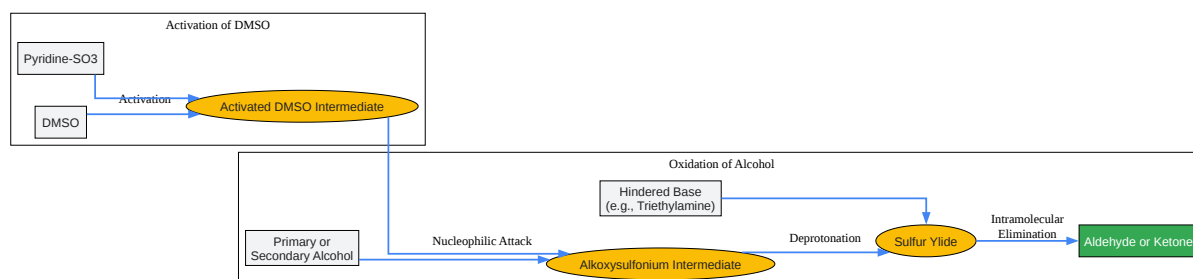 Activation of DMSO
Pyridine-SO3
Activation
Activated DMSO Intermediate
DMSO
Oxidation of Alcohol
Hindered Base
(e.g., Triethylamine)
Primary or
Secondary Alcohol
Nucleophilic Attack
Alkoxysulfonium Intermediate
Deprotonation
Sulfur Ylide
Intramolecular
Elimination
Aldehyde or Ketone